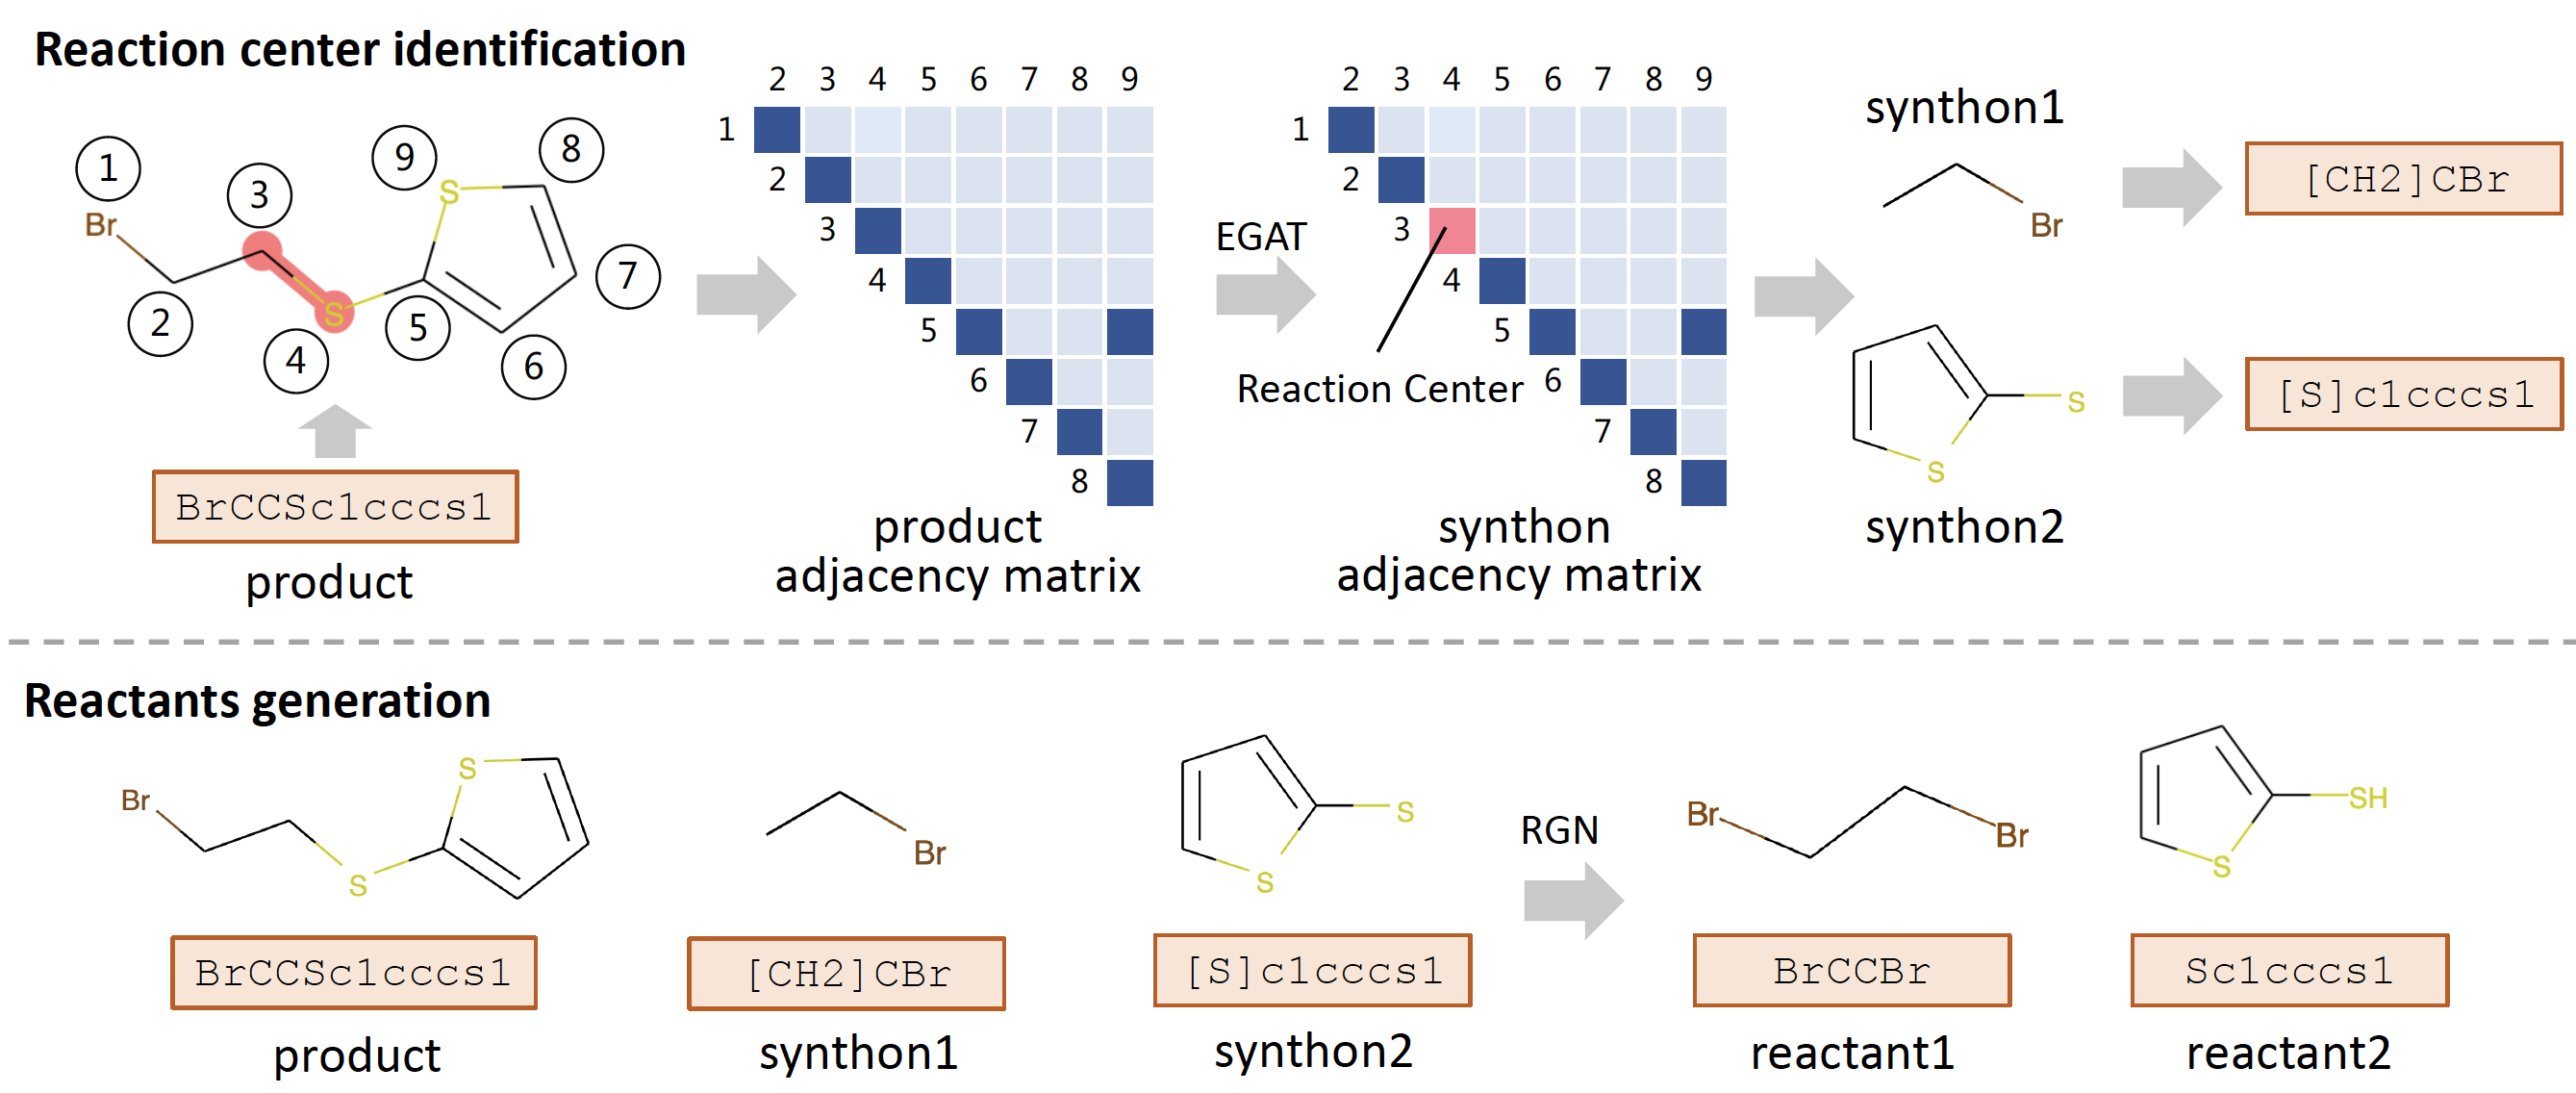 Reaction center identification
1
Br
2
3
4
S
5
6
7
8
9
S
BrCCSc1cccs1
product
2 3 4 5 6 7 8 9
1
2
3
4
5
6
7
8
product
adjacency matrix
EGAT
2 3 4 5 6 7 8 9
1
2
3
4
5
6
7
8
Reaction Center
synthon
adjacency matrix
synthon1
Br
[CH2]CBr
S
S
[S]c1cccs1
synthon2
Reactants generation
Br
S
S
BrCCSc1cccs1
product
Br
[CH2]CBr
synthon1
S
S
[S]c1cccs1
synthon2
RGN
Br
Br
BrCCBr
reactant1
SH
S
Sc1cccs1
reactant2